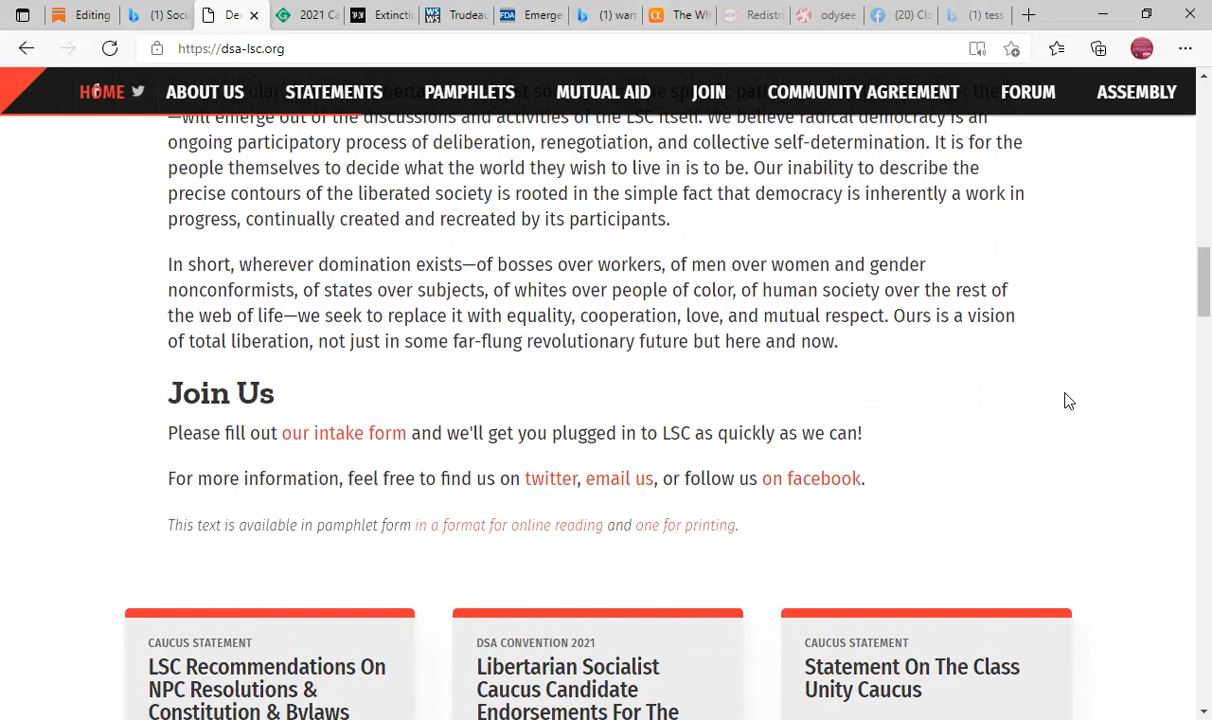 Editing
(1) Soci
De
2021 Ca
Extinctic
Trudeau
Emerge
(1) warr
The Wh
Redistri
odysee
(20) Clo
(1) tess
https://dsa-lsc.org
HOME
ABOUT US
STATEMENTS
PAMPHLETS
MUTUAL AID
JOIN
COMMUNITY AGREEMENT
FORUM
ASSEMBLY
—will emerge out of the discussions and activities of the LSC itself. We believe radical democracy is an
ongoing participatory process of deliberation, renegotiation, and collective self-determination. It is for the
people themselves to decide what the world they wish to live in is to be. Our inability to describe the
precise contours of the liberated society is rooted in the simple fact that democracy is inherently a work in
progress, continually created and recreated by its participants.
In short, wherever domination exists—of bosses over workers, of men over women and gender
nonconformists, of states over subjects, of whites over people of color, of human society over the rest of
the web of life—we seek to replace it with equality, cooperation, love, and mutual respect. Ours is a vision
of total liberation, not just in some far-flung revolutionary future but here and now.
Join Us
Please fill out our intake form and we'll get you plugged in to LSC as quickly as we can!
For more information, feel free to find us on twitter, email us, or follow us on facebook.
This text is available in pamphlet form in a format for online reading and one for printing.
CAUCUS STATEMENT
LSC Recommendations On
NPC Resolutions &
Constitution & Bylaws
DSA CONVENTION 2021
Libertarian Socialist
Caucus Candidate
Endorsements For The
CAUCUS STATEMENT
Statement On The Class
Unity Caucus